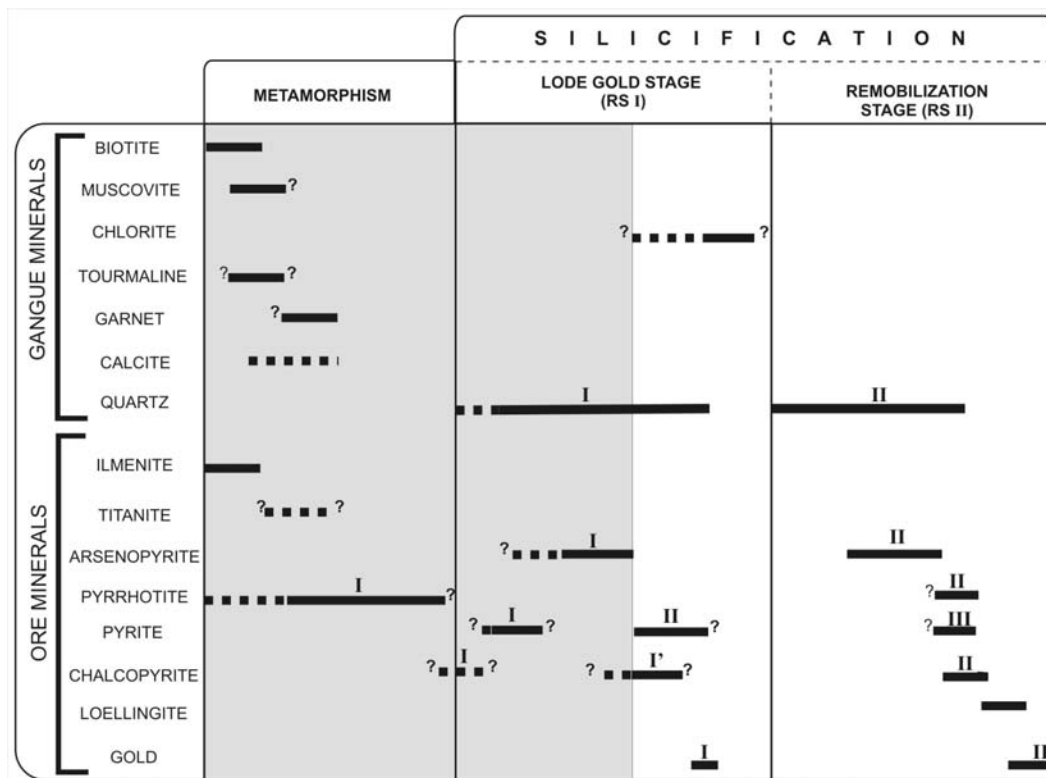 SILICIFICATION
METAMORPHISM
LODE GOLD STAGE
(RS I)
REMOBILIZATION
STAGE (RS II)
GANGUE MINERALS
BIOTITE
MUSCOVITE ?
CHLORITE ? ?
TOURMALINE ? ?
GARNET ?
CALCITE
QUARTZ I II
ORE MINERALS
ILMENITE
TITANITE ? ?
ARSENOPYRITE ? I II
PYRRHOTITE I ? ? II
PYRITE ? I ? II ? ? III
CHALCOPYRITE ? I ? ? I’ ? II
LOELLINGITE
GOLD I II